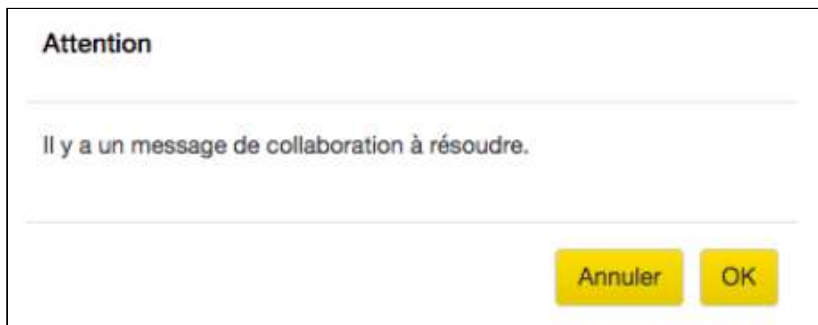 Attention
Il y a un message de collaboration à résoudre.
Annuler OK